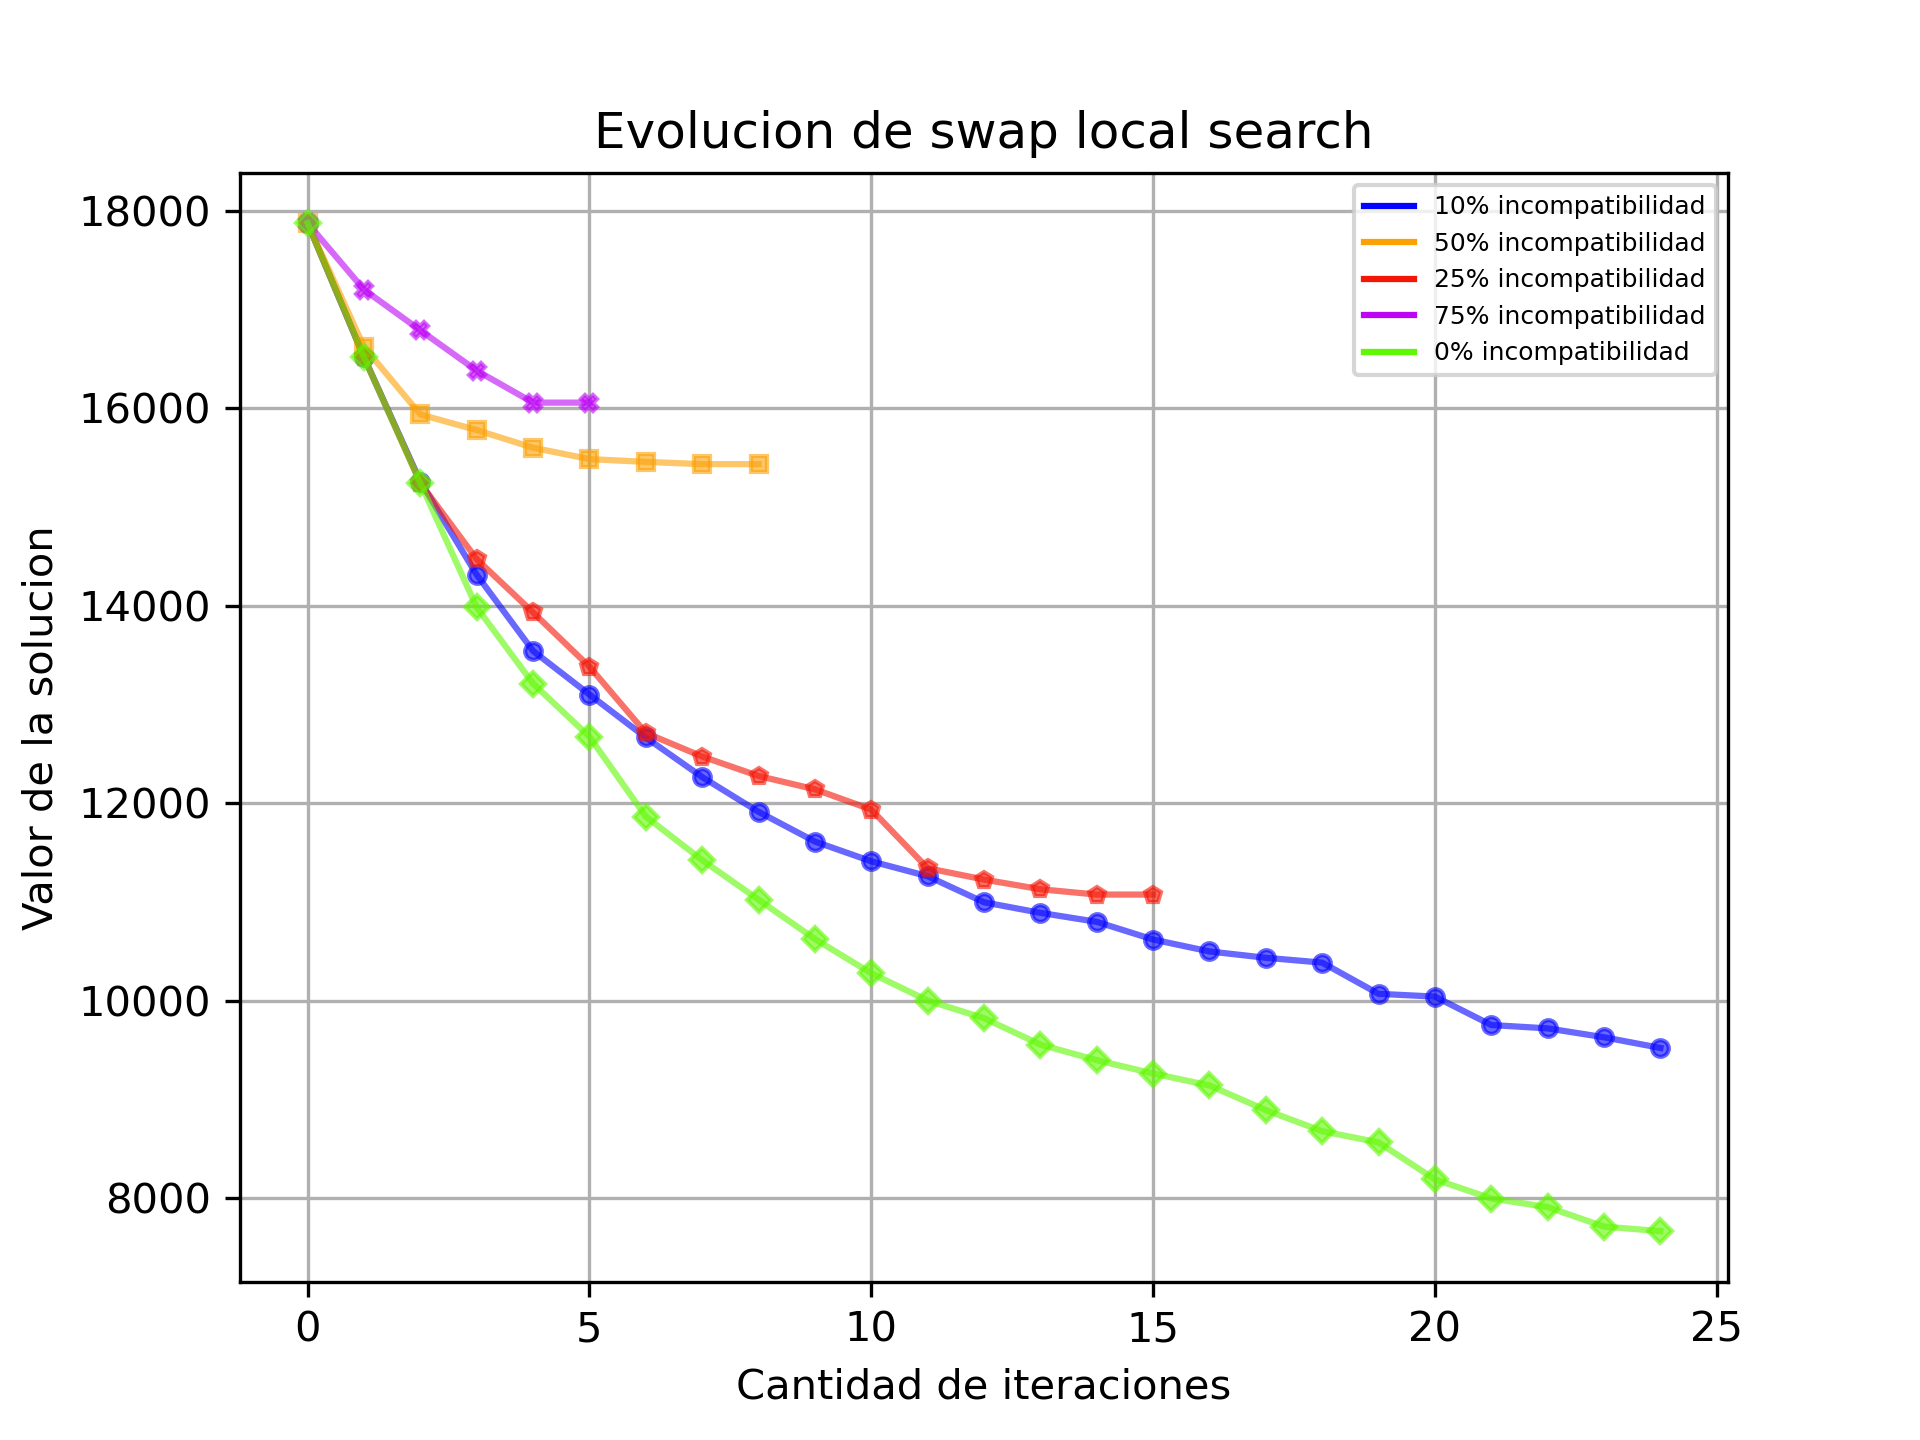 Evolucion de swap local search
18000
16000
14000
12000
10000
8000
Valor de la solucion
10% incompatibilidad
50% incompatibilidad
25% incompatibilidad
75% incompatibilidad
0% incompatibilidad
0 5 10 15 20 25
Cantidad de iteraciones